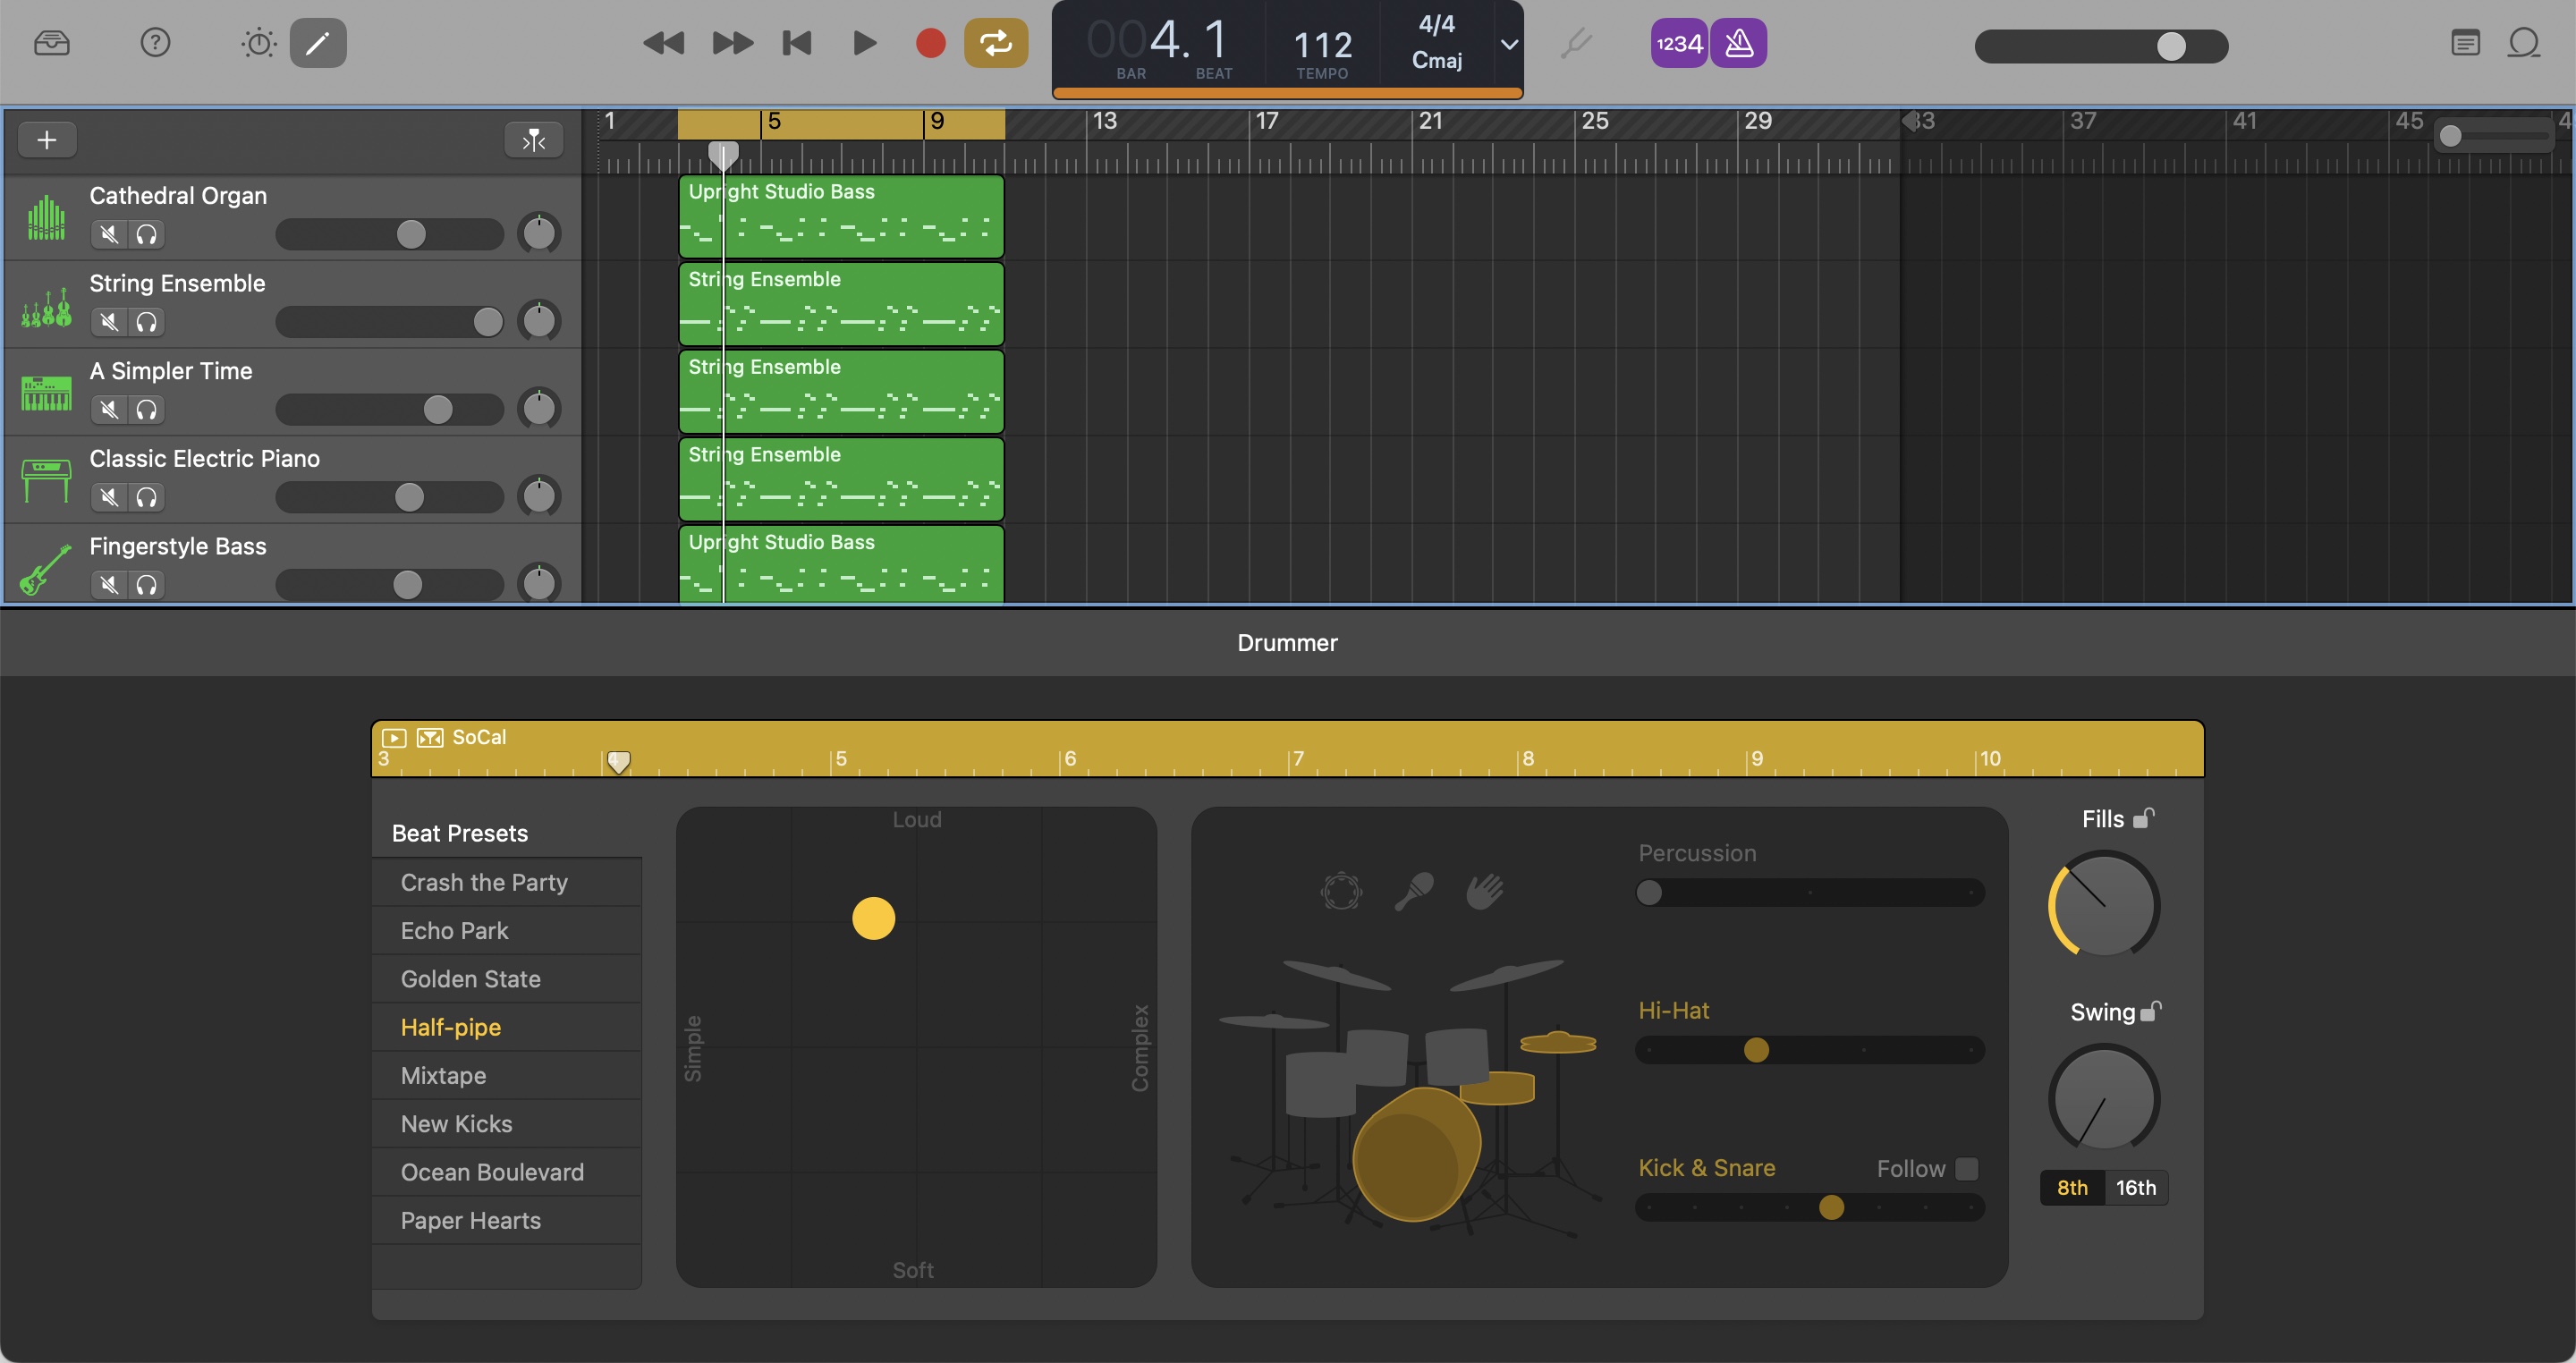 004. 1
BAR BEAT
112
TEMPO
4/4
Cmaj
1234
1 5 9 13 17 21 25 29 33 37 41 45 4
Cathedral Organ
Upright Studio Bass
String Ensemble
String Ensemble
A Simpler Time
String Ensemble
Classic Electric Piano
String Ensemble
Fingerstyle Bass
Upright Studio Bass
Drummer
SoCal
3 4 5 6 7 8 9 10
Beat Presets
Crash the Party
Echo Park
Golden State
Half-pipe
Mixtape
New Kicks
Ocean Boulevard
Paper Hearts
Loud
Simple
Complex
Soft
Percussion
Hi-Hat
Kick & Snare Follow
Fills
Swing
8th 16th